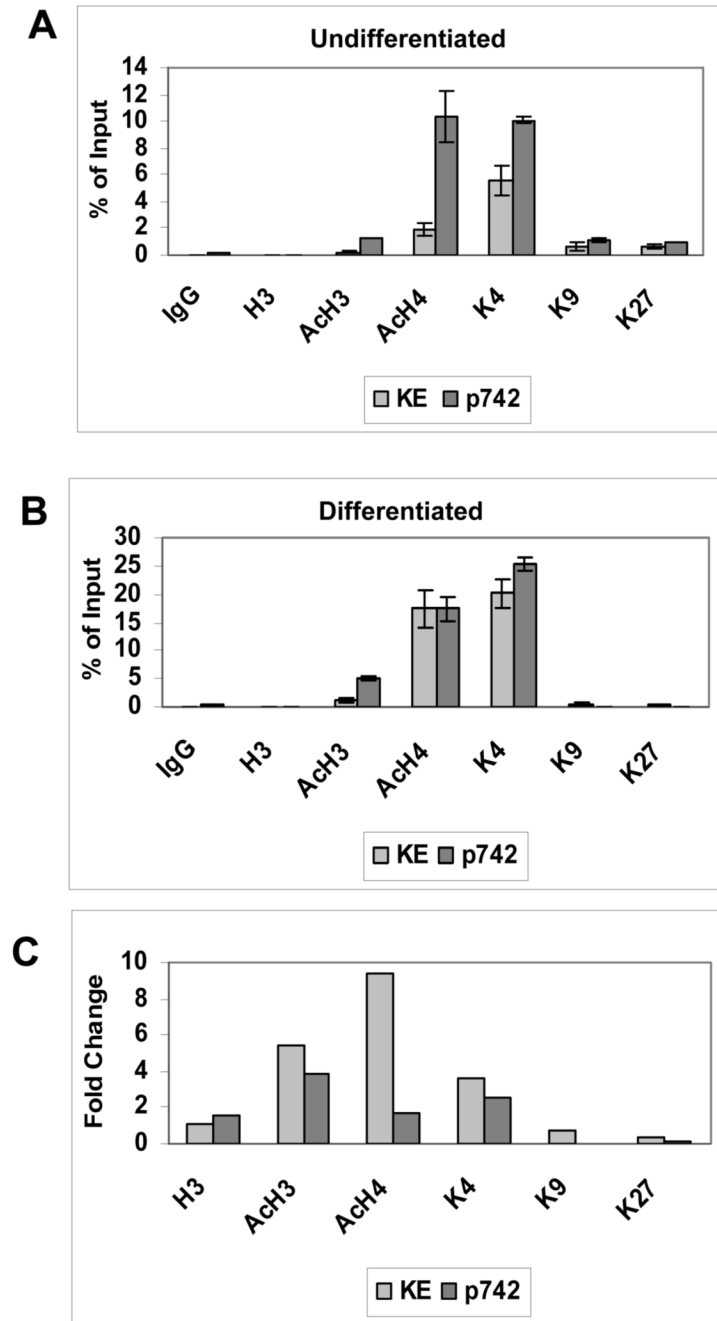 A
Undifferentiated
% of Input
14
12
10
8
6
4
2
0
IgG H3 AcH3 AcH4 K4 K9 K27
KE p742
B
Differentiated
% of Input
30
25
20
15
10
5
0
IgG H3 AcH3 AcH4 K4 K9 K27
KE p742
C
Fold Change
10
8
6
4
2
0
H3 AcH3 AcH4 K4 K9 K27
KE p742